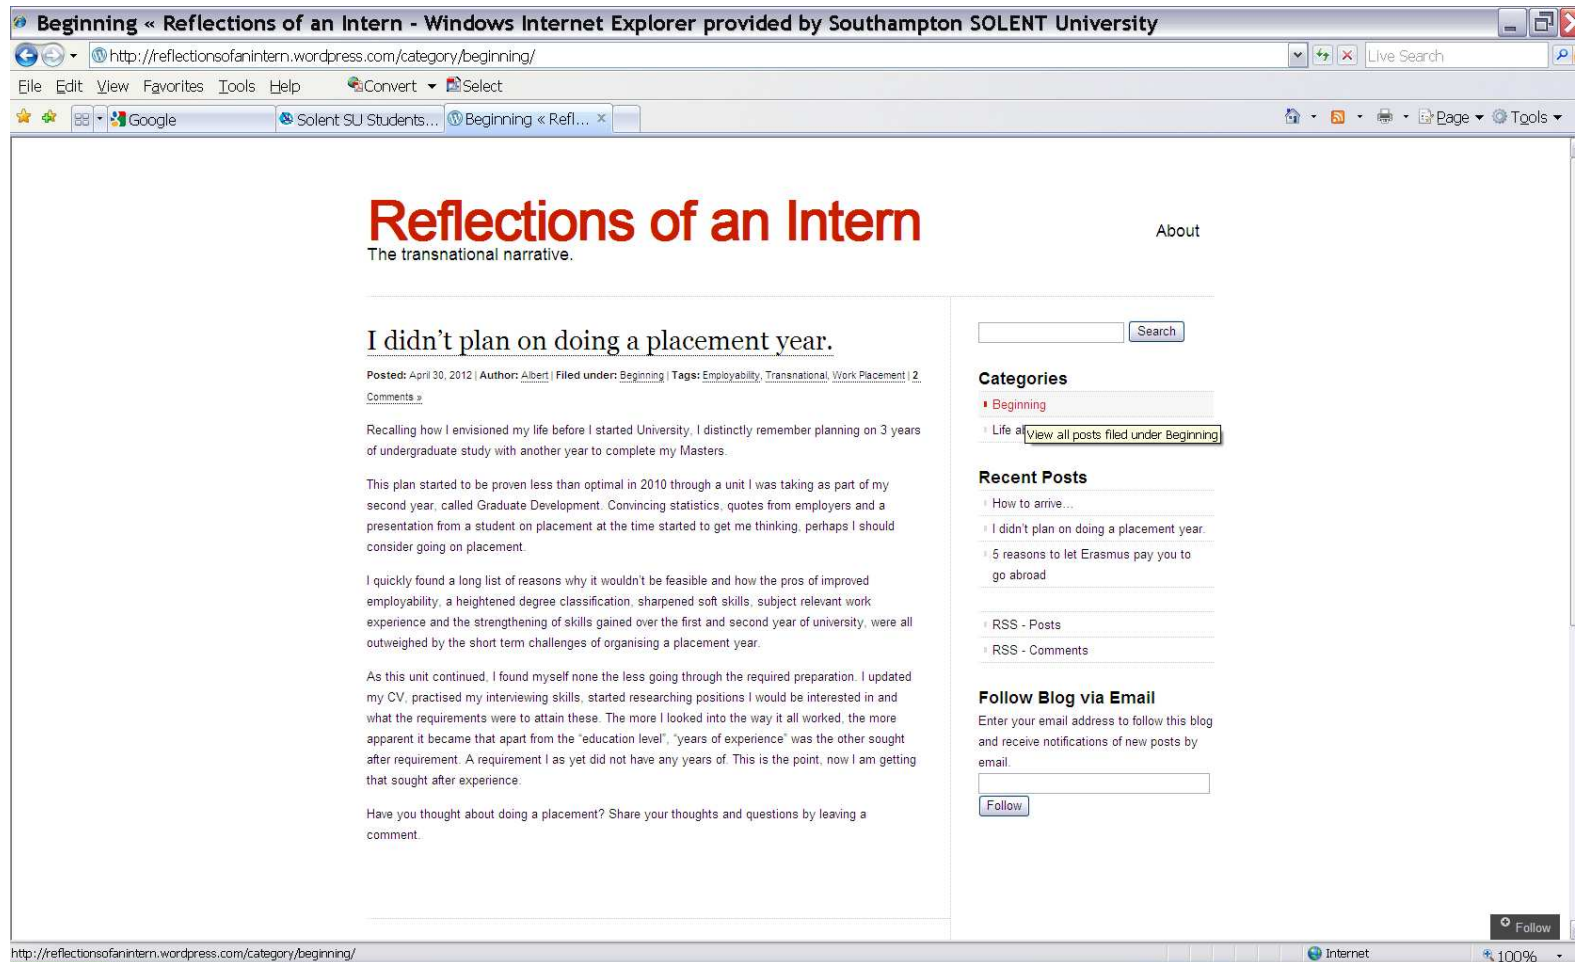 Beginning « Reflections of an Intern - Windows Internet Explorer provided by Southampton SOLENT University
http://reflectionsofanintern.wordpress.com/category/beginning/
Live Search
File Edit View Favorites Tools Help Convert Select
Google Solent SU Students... Beginning « Refl... Page Tools
Reflections of an Intern
About
The transnational narrative.
I didn't plan on doing a placement year.
Posted: April 30, 2012 | Author: Albert | Filed under: Beginning | Tags: Employability, Transnational, Work Placement | 2
Comments »
Recalling how I envisioned my life before I started University, I distinctly remember planning on 3 years
of undergraduate study with another year to complete my Masters.
This plan started to be proven less than optimal in 2010 through a unit I was taking as part of my
second year, called Graduate Development. Convincing statistics, quotes from employers and a
presentation from a student on placement at the time started to get me thinking, perhaps I should
consider going on placement.
I quickly found a long list of reasons why it wouldn't be feasible and how the pros of improved
employability, a heightened degree classification, sharpened soft skills, subject relevant work
experience and the strengthening of skills gained over the first and second year of university, were all
outweighed by the short term challenges of organising a placement year.
As this unit continued, I found myself none the less going through the required preparation. I updated
my CV, practised my interviewing skills, started researching positions I would be interested in and
what the requirements were to attain these. The more I looked into the way it all worked, the more
apparent it became that apart from the “education level”, “years of experience” was the other sought
after requirement. A requirement I as yet did not have any years of. This is the point, now I am getting
that sought after experience.
Have you thought about doing a placement? Share your thoughts and questions by leaving a
comment.
Search
Categories
Beginning
Life
View all posts filed under Beginning
Recent Posts
How to arrive…
I didn't plan on doing a placement year.
5 reasons to let Erasmus pay you to
go abroad
RSS - Posts
RSS - Comments
Follow Blog via Email
Enter your email address to follow this blog
and receive notifications of new posts by
email.
Follow
Follow
http://reflectionsofanintern.wordpress.com/category/beginning/
Internet
100%